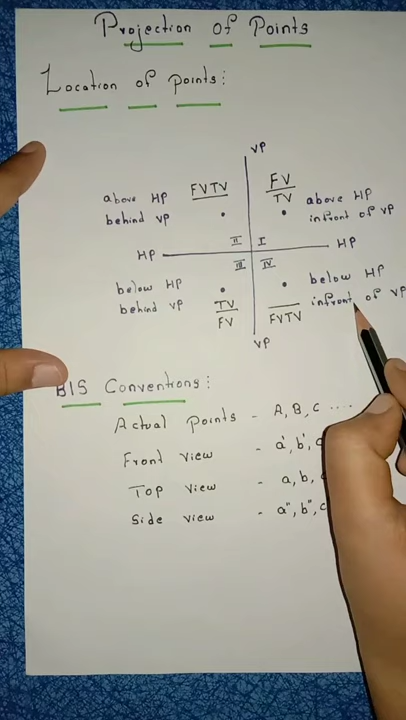 Projection of Points
Location of points:
VP
above HP
behind VP
FVTV
FV
TV
above HP
infront of VP
HP
II
I
HP
III
IV
below HP
behind VP
TV
FV
FVTV
below HP
infront of VP
VP
BIS Conventions:
Actual Points - A, B, C ....
Front view - a', b', c
Top view - a, b,
Side view - a", b", c